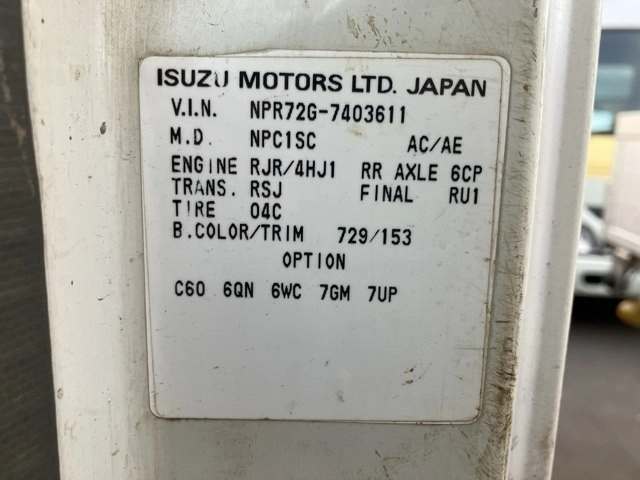 ISUZU MOTORS LTD. JAPAN
V.I.N. NPR72G-7403611
M.D. NPC1SC AC/AE
ENGINE RJR/4HJ1 RR AXLE 6CP
TRANS. RSJ FINAL RU1
TIRE 04C
B.COLOR/TRIM 729/153
OPTION
C60 6QN 6WC 7GM 7UP